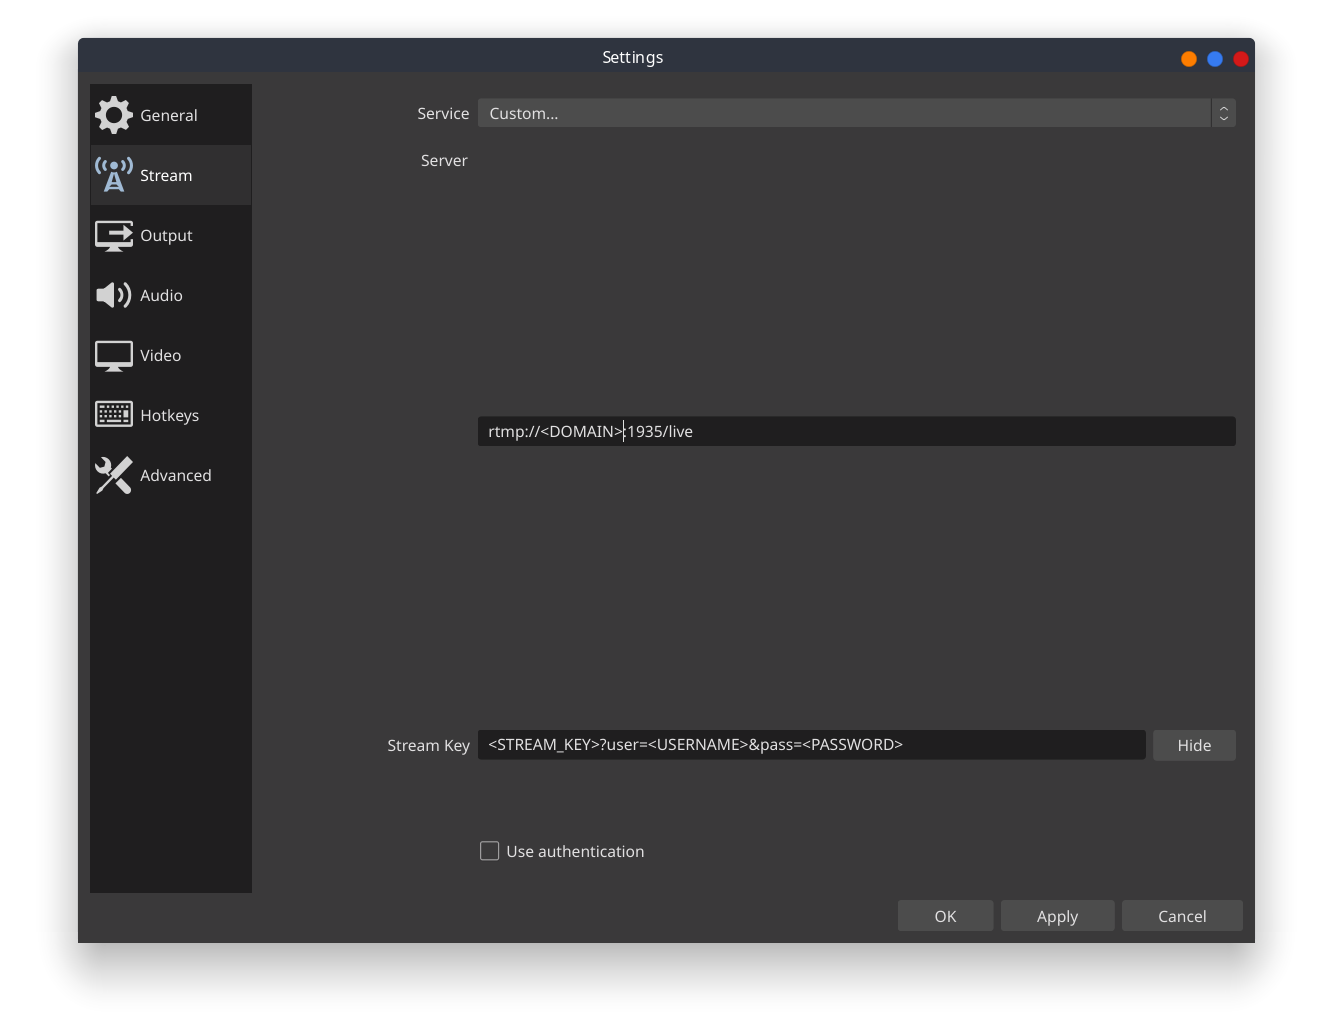 Settings
General
Stream
Output
Audio
Video
Hotkeys
Advanced
Service Custom...
Server
rtmp://<DOMAIN>:1935/live
Stream Key <STREAM_KEY>?user=<USERNAME>&pass=<PASSWORD> Hide
Use authentication
OK Apply Cancel